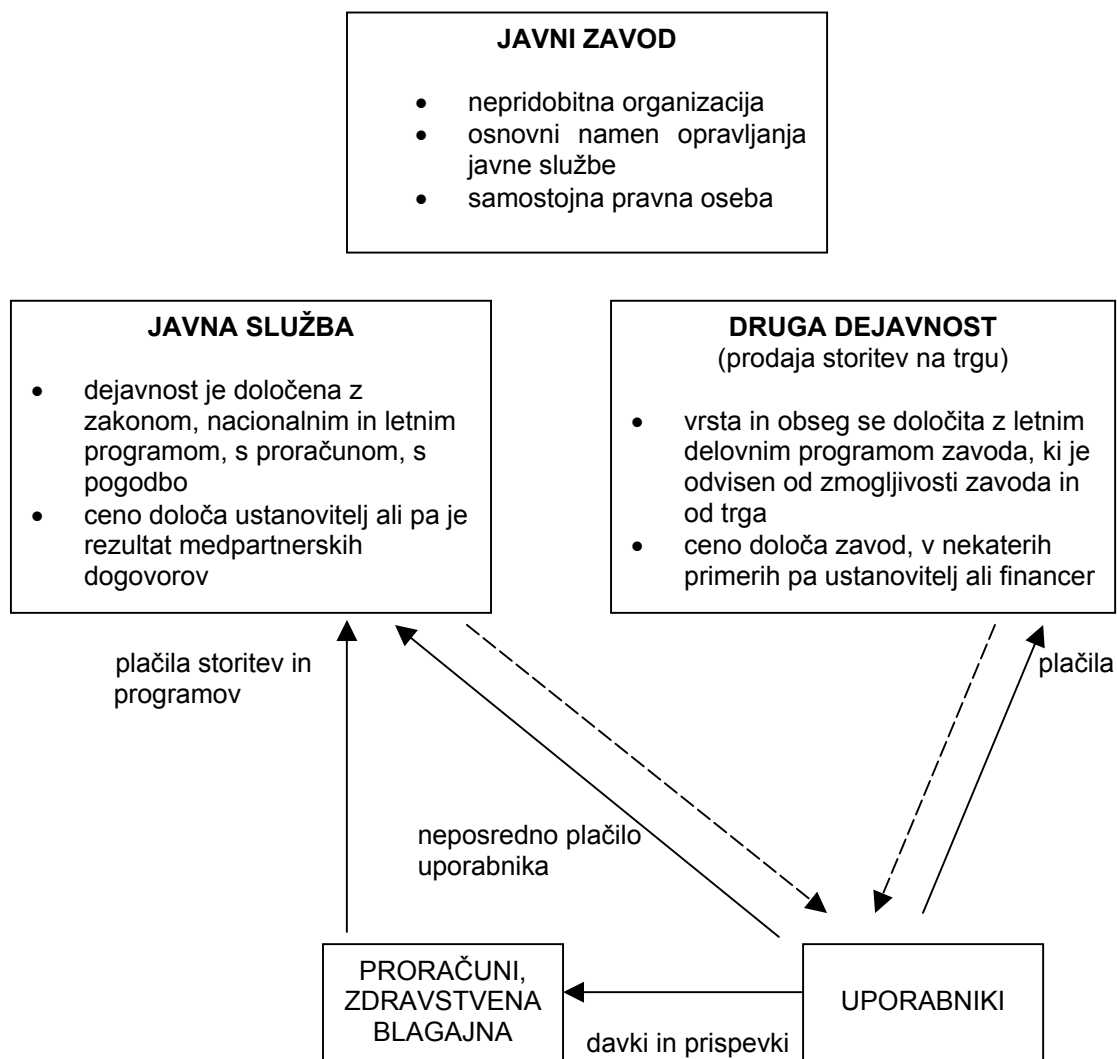 JAVNI ZAVOD
• nepridobitna organizacija
• osnovni namen opravljanja
javne službe
• samostojna pravna oseba
JAVNA SLUŽBA
• dejavnost je določena z
zakonom, nacionalnim in letnim
programom, s proračunom, s
pogodbo
• ceno določa ustanovitelj ali pa je
rezultat medpartnerskih
dogovorov
DRUGA DEJAVNOST
(prodaja storitev na trgu)
• vrsta in obseg se določita z letnim
delovnim programom zavoda, ki je
odvisen od zmogljivosti zavoda in
od trga
• ceno določa zavod, v nekaterih
primerih pa ustanovitelj ali financer
plačila storitev in
programov
plačila
neposredno plačilo
uporabnika
PRORAČUNI,
ZDRAVSTVENA
BLAGAJNA
UPORABNIKI
davki in prispevki